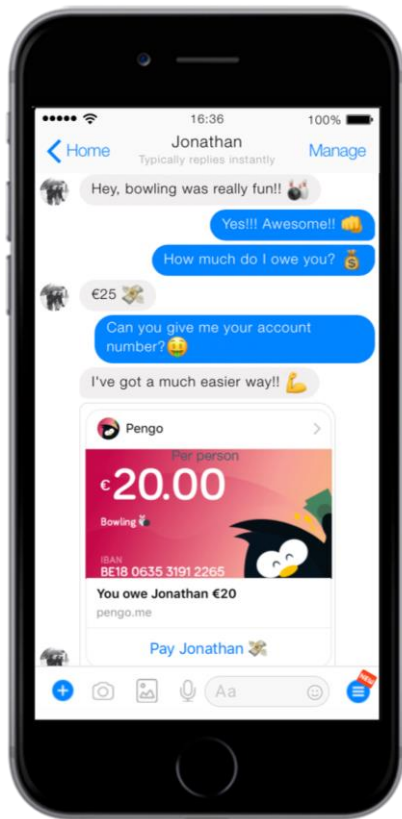 16:36
100%
Home
Jonathan
Manage
Typically replies instantly
Hey, bowling was really fun!! 🎳
Yes!!! Awesome!! 👊
How much do I owe you? 💰
€25 💸
Can you give me your account
number?🤑
I've got a much easier way!! 💪
Pengo
Per person
€20.00
Bowling 🎳
IBAN
BE18 0635 3191 2265
You owe Jonathan €20
pengo.me
Pay Jonathan 💸
Aa
NEW